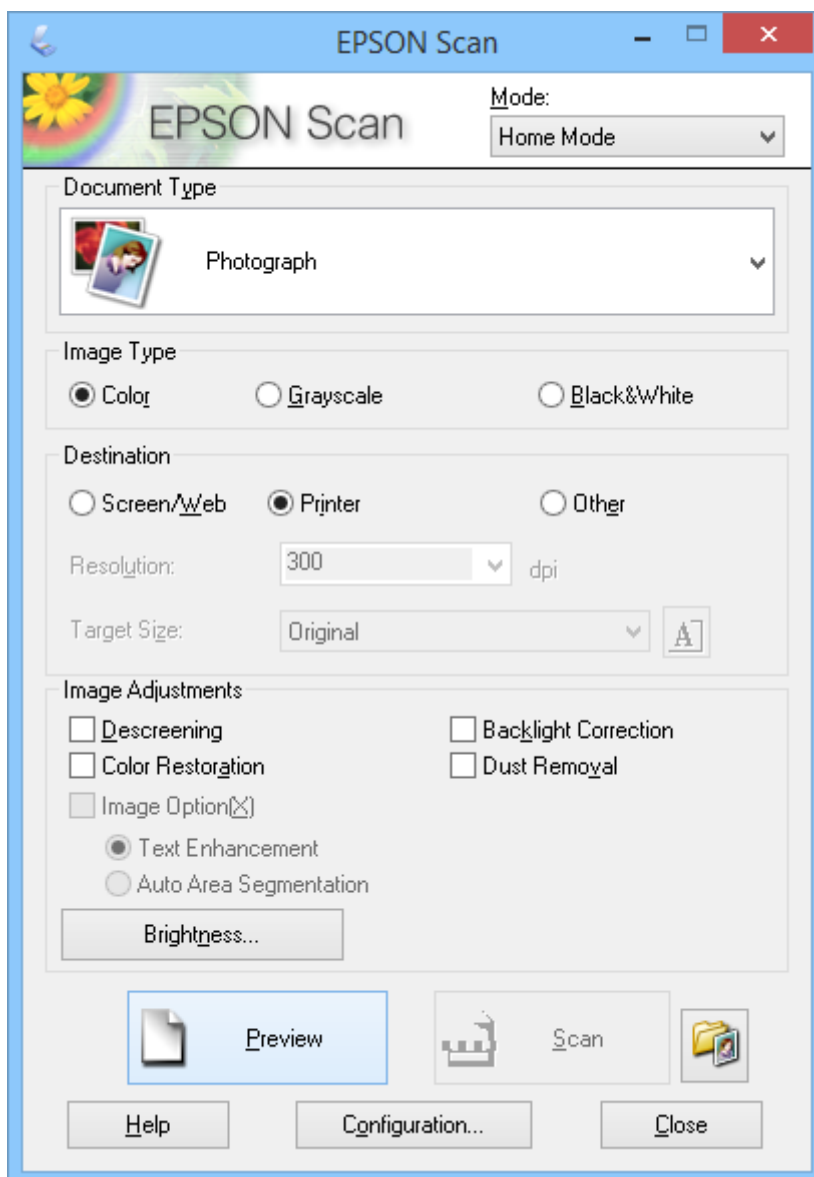 EPSON Scan
EPSON Scan
Mode:
Home Mode
Document Type
Photograph
Image Type
Color Grayscale Black&White
Destination
Screen/Web Printer Other
Resolution: 300 dpi
Target Size: Original A
Image Adjustments
Descreening Backlight Correction
Color Restoration Dust Removal
Image Option(X)
Text Enhancement
Auto Area Segmentation
Brightness...
Preview Scan
Help Configuration... Close